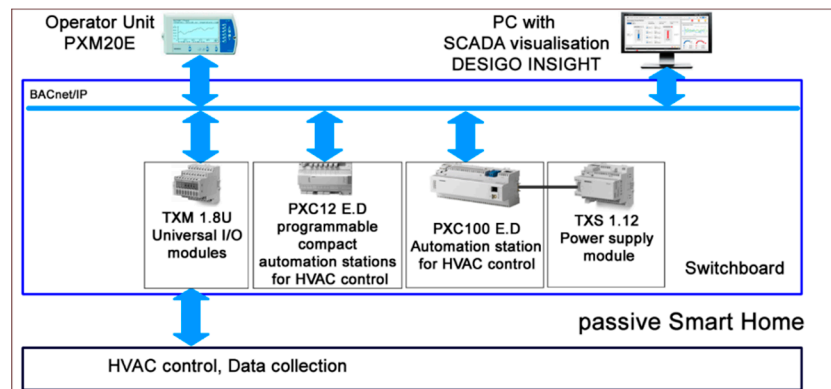 Operator Unit
PXM20E
PC with
SCADA visualisation
DESIGO INSIGHT
BACnet/IP
TXM 1.8U
Universal I/O
modules
PXC12 E.D
programmable
compact
automation stations
for HVAC control
PXC100 E.D
Automation station
for HVAC control
TXS 1.12
Power supply
module
Switchboard
passive Smart Home
HVAC control, Data collection